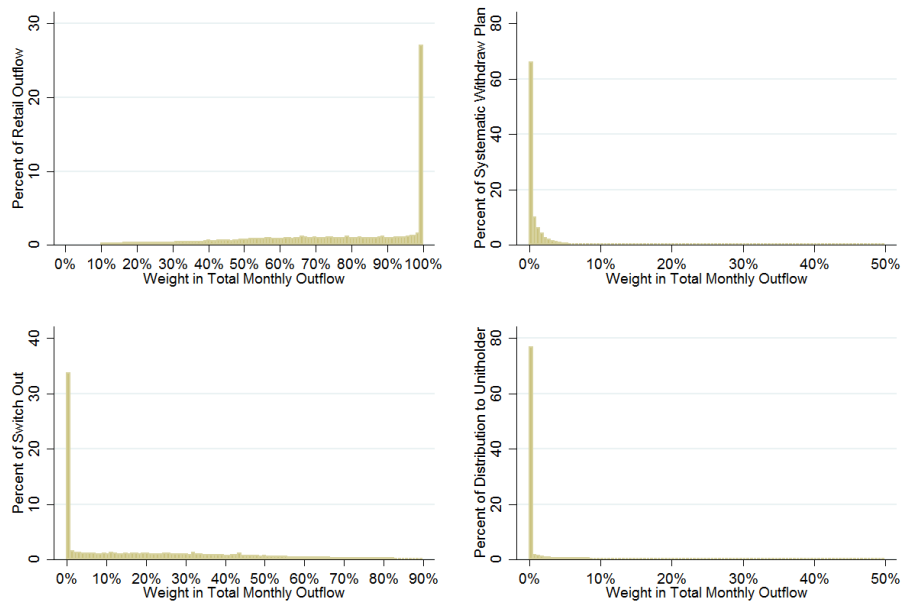 Percent of Retail Outflow
30
20
10
0
0% 10% 20% 30% 40% 50% 60% 70% 80% 90% 100%
Weight in Total Monthly Outflow
Percent of Systematic Withdraw Plan
80
60
40
20
0
0% 10% 20% 30% 40% 50%
Weight in Total Monthly Outflow
Percent of Switch Out
40
30
20
10
0
0% 10% 20% 30% 40% 50% 60% 70% 80% 90%
Weight in Total Monthly Outflow
Percent of Distribution to Unitholder
80
60
40
20
0
0% 10% 20% 30% 40% 50%
Weight in Total Monthly Outflow